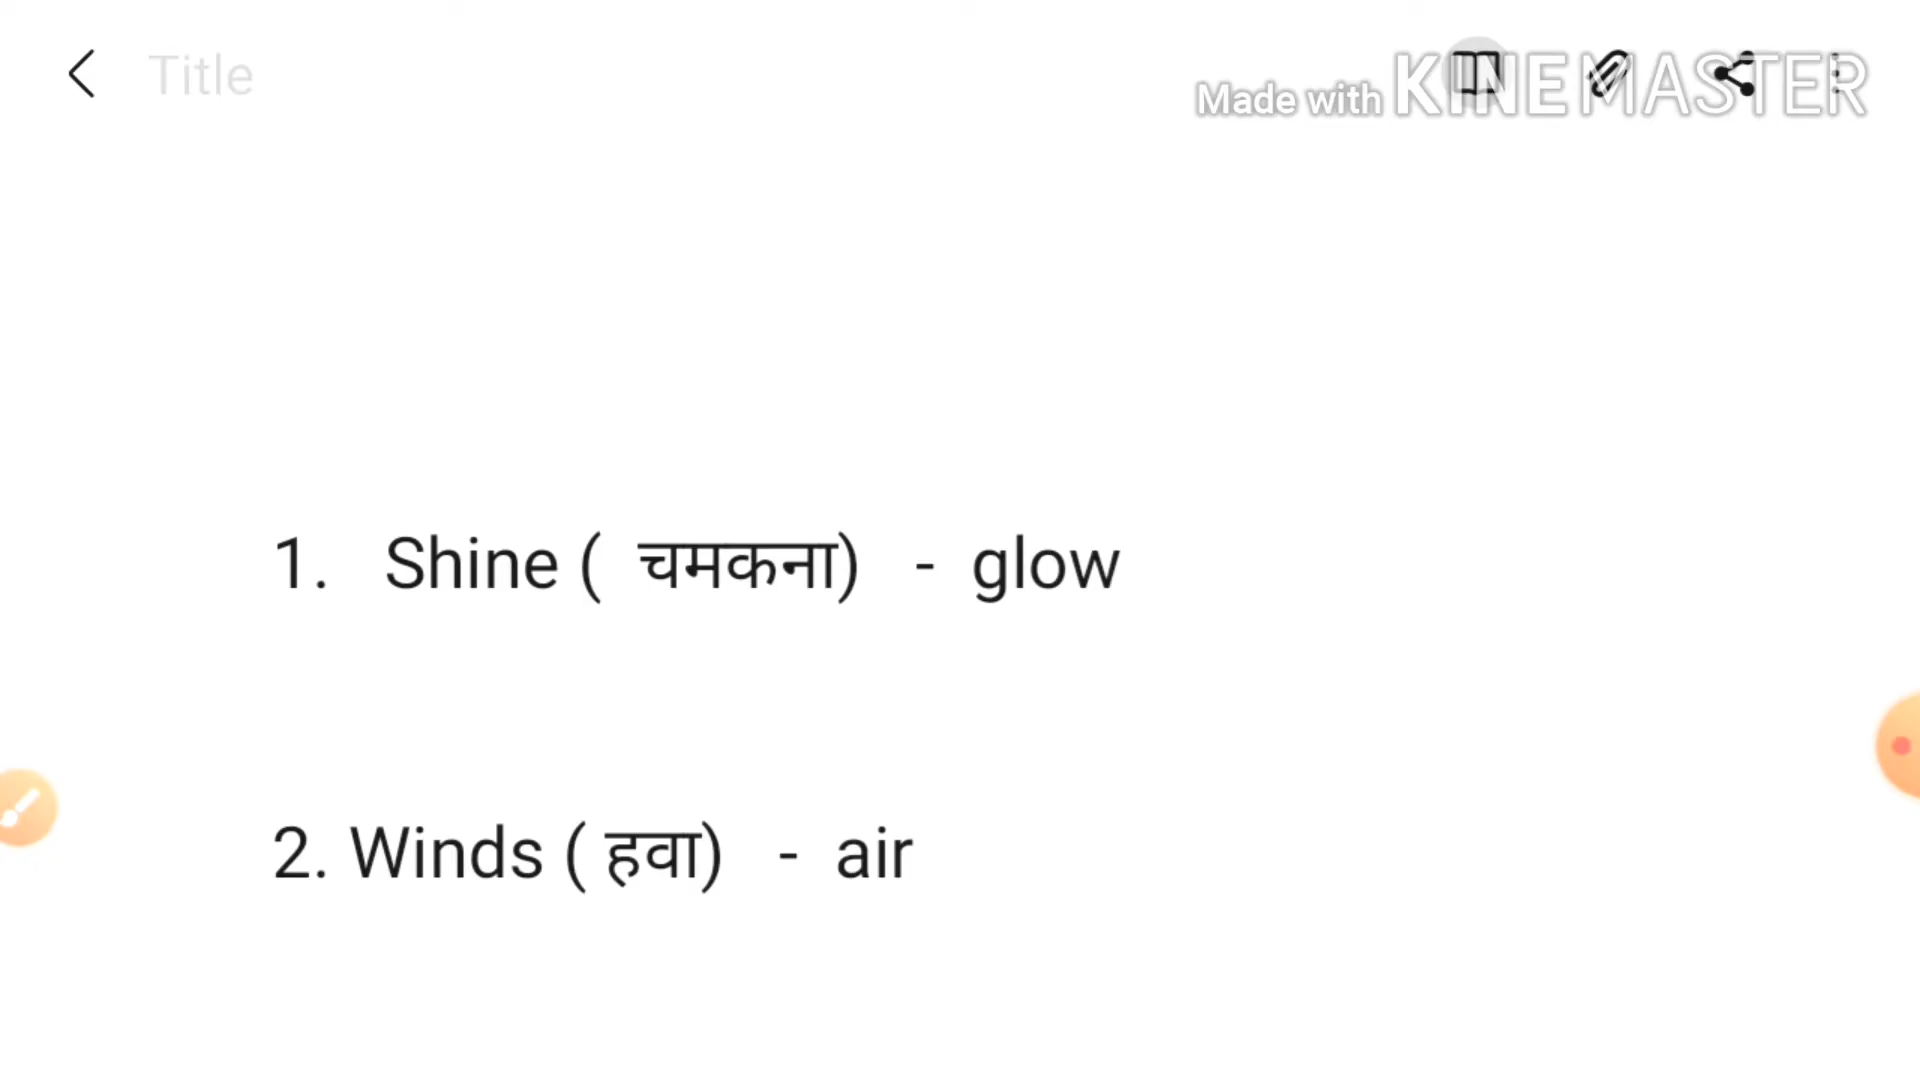 Title
Made with KINEMASTER
1. Shine ( चमकना) - glow
2. Winds ( हवा) - air